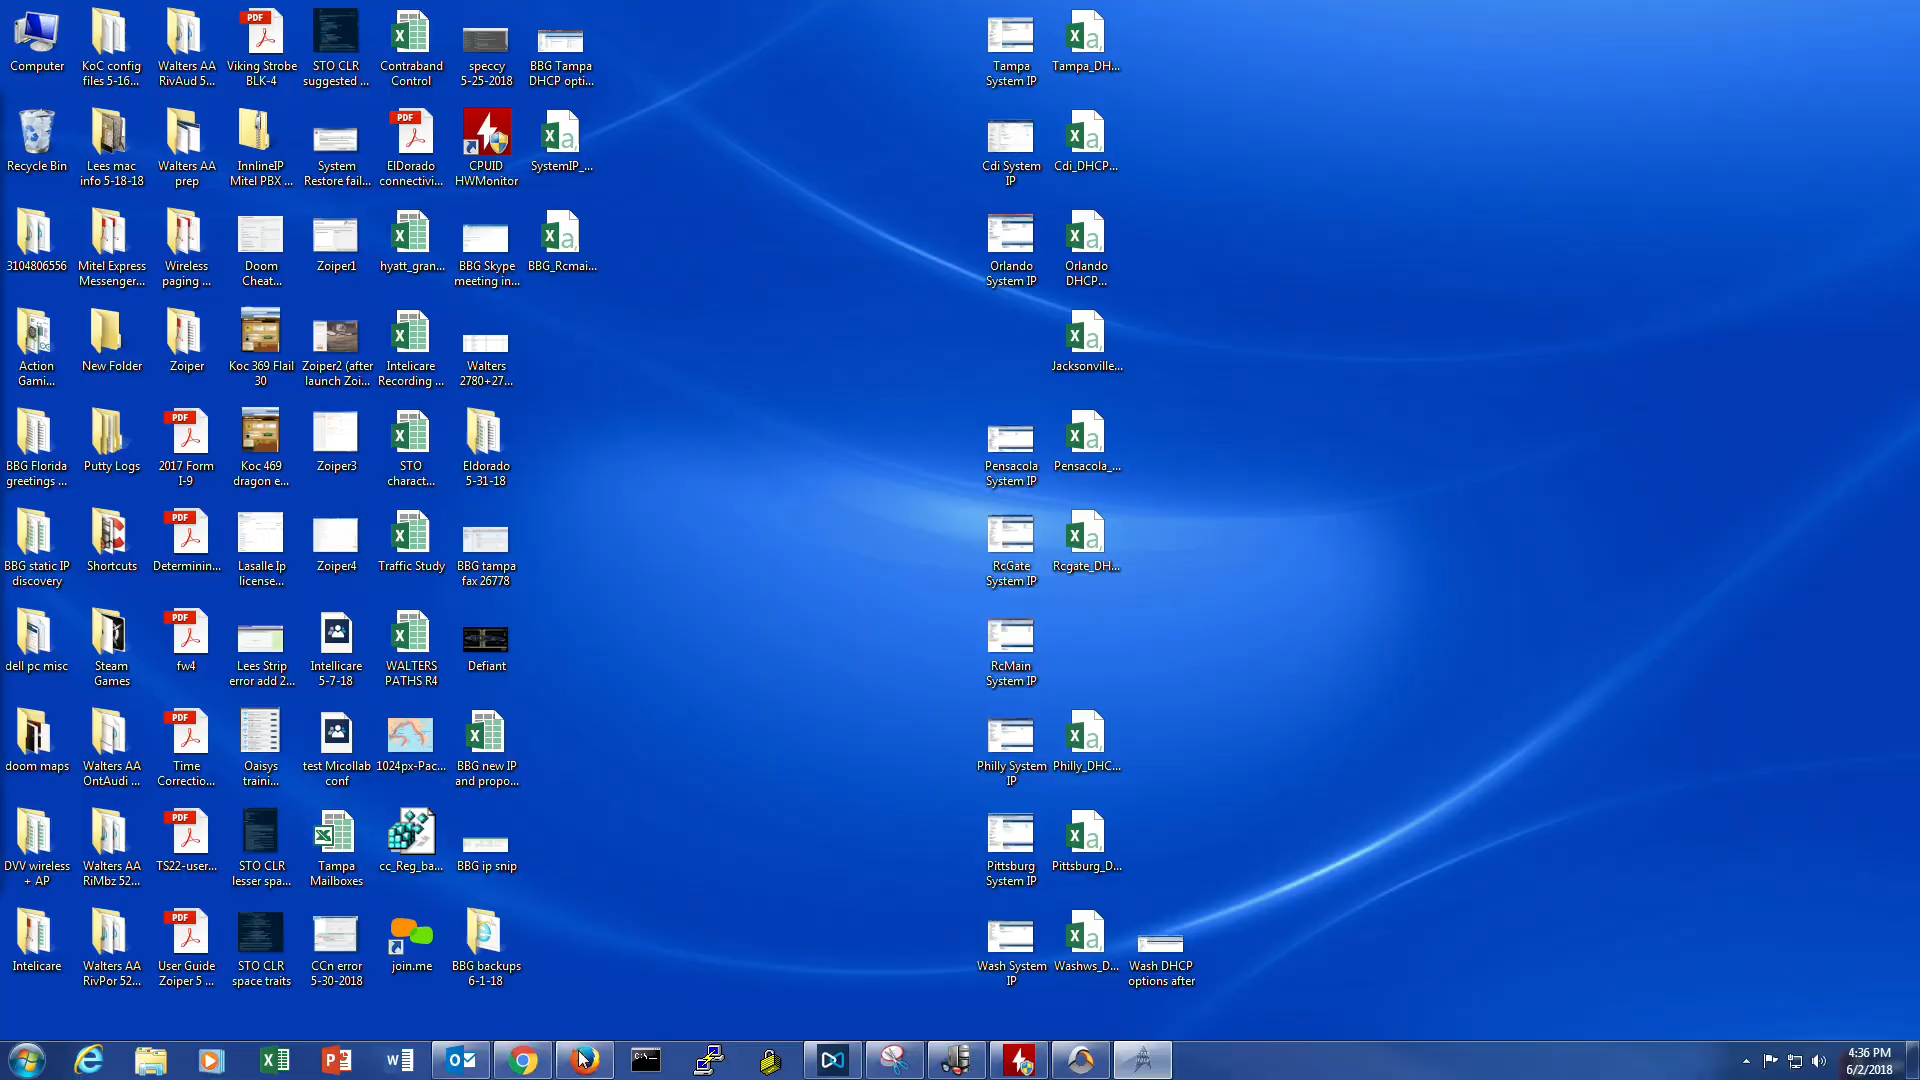 Computer
KoC config
files 5-16...
Walters AA
RivAud 5...
Viking Strobe
BLK-4
STO CLR
suggested ...
Contraband
Control
speccy
5-25-2018
BBG Tampa
DHCP opti...
Tampa
System IP
Tampa_DH...
Recycle Bin
Lees mac
info 5-18-18
Walters AA
prep
InnlineIP
Mitel PBX ...
System
Restore fail...
ElDorado
connectivi...
CPUID
HWMonitor
SystemIP_...
Cdi System
IP
Cdi_DHCP...
3104806556
Mitel Express
Messenger...
Wireless
paging ...
Doom
Cheat...
Zoiper1
hyatt_gran...
BBG Skype
meeting in...
BBG_Rcmai...
Orlando
System IP
Orlando
DHCP...
Action
Gami...
New Folder
Zoiper
Koc 369 Flail
30
Zoiper2 (after
launch Zoi...
Intelicare
Recording ...
Walters
2780+27...
Jacksonville...
BBG Florida
greetings ...
Putty Logs
2017 Form
I-9
Koc 469
dragon e...
Zoiper3
STO
charact...
Eldorado
5-31-18
Pensacola
System IP
Pensacola_...
BBG static IP
discovery
Shortcuts
Determinin...
Lasalle Ip
license...
Zoiper4
Traffic Study
BBG tampa
fax 26778
RcGate
System IP
Rcgate_DH...
dell pc misc
Steam
Games
fw4
Lees Strip
error add 2...
Intellicare
5-7-18
WALTERS
PATHS R4
Defiant
RcMain
System IP
doom maps
Walters AA
OntAudi ...
Time
Correctio...
Oaisys
traini...
test Micollab
conf
1024px-Pac...
BBG new IP
and propo...
Philly System
IP
Philly_DHC...
DVV wireless
+ AP
Walters AA
RiMbz 52...
TS22-user...
STO CLR
lesser spa...
Tampa
Mailboxes
cc_Reg_ba...
BBG ip snip
Pittsburg
System IP
Pittsburg_D...
Intelicare
Walters AA
RivPor 52...
User Guide
Zoiper 5 ...
STO CLR
space traits
CCn error
5-30-2018
join.me
BBG backups
6-1-18
Wash System
IP
Washws_D...
Wash DHCP
options after
4:36 PM
6/2/2018